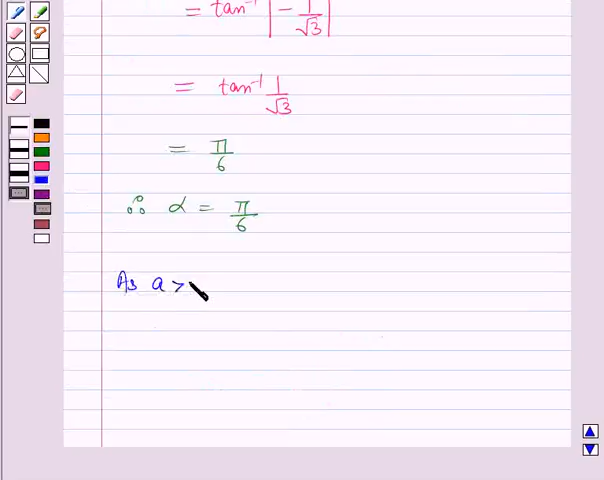 = tan⁻¹ |− 1/√3|
= tan⁻¹ 1/√3
= π/6
∴ α = π/6
As a >